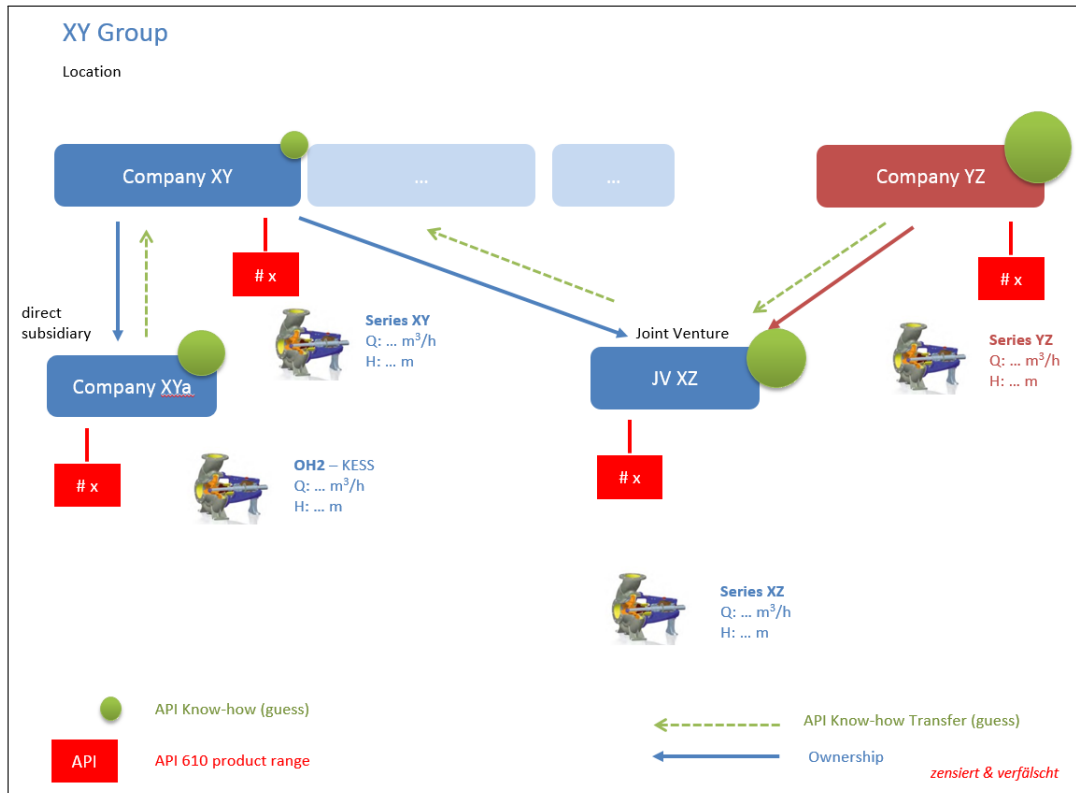 XY Group
Location
Company XY
...
...
Company YZ
# x
# x
direct
subsidiary
Series XY
Q: ... m³/h
H: ... m
Joint Venture
Series YZ
Q: ... m³/h
H: ... m
Company XYa
JV XZ
# x
OH2 – KESS
Q: ... m³/h
H: ... m
# x
Series XZ
Q: ... m³/h
H: ... m
API Know-how (guess)
API Know-how Transfer (guess)
API
API 610 product range
Ownership
zensiert & verfälscht